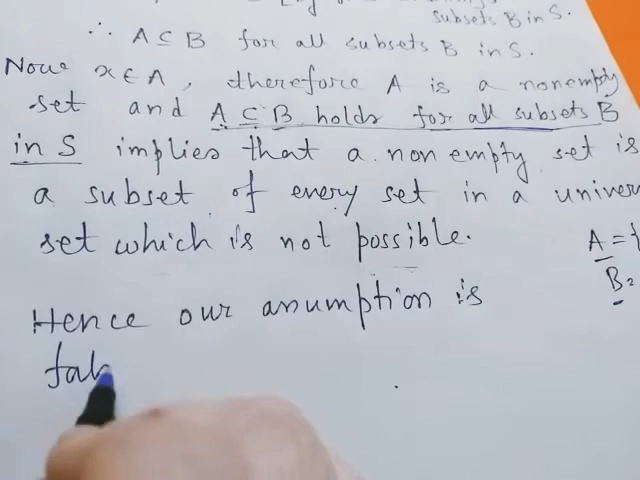 subsets B in S.
∴ A ⊆ B for all subsets B in S.
Now x ∈ A, therefore A is a nonempty
set and A ⊆ B holds for all subsets B
in S implies that a non empty set is
a subset of every set in a univer
set which is not possible.
A = {
B =
Hence our assumption is
fal